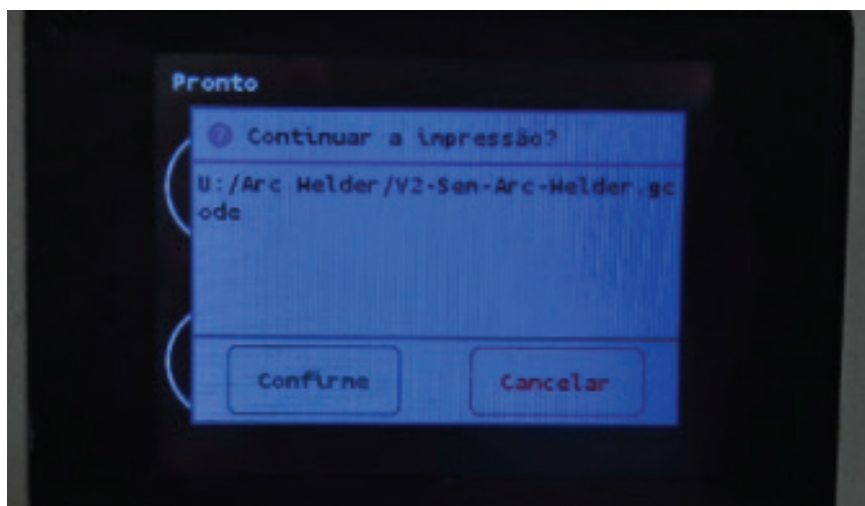 Pronto
Continuar a impressão?
U:/Arc Welder/V2-Sem-Arc-Welder.gc
ode
Confirme
Cancelar